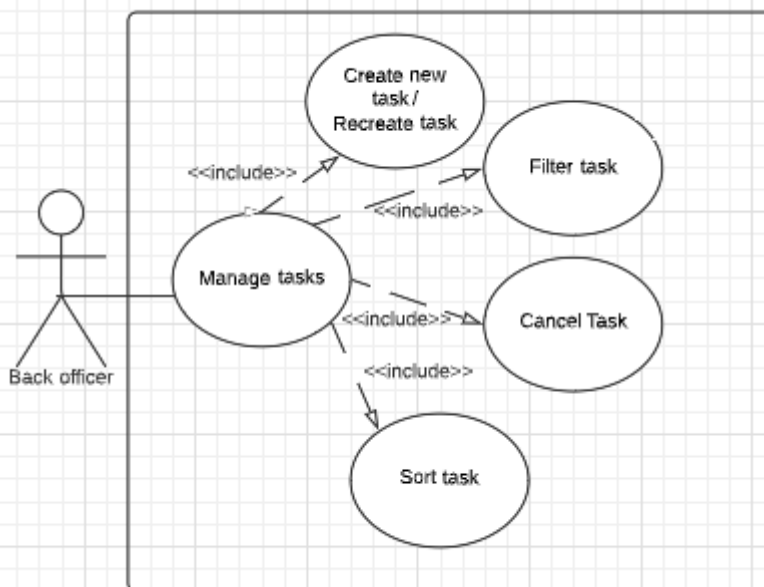 Create new
task /
Recreate task
<<include>>
Filter task
<<include>>
Manage tasks
<<include>>
Cancel Task
Back officer
<<include>>
Sort task